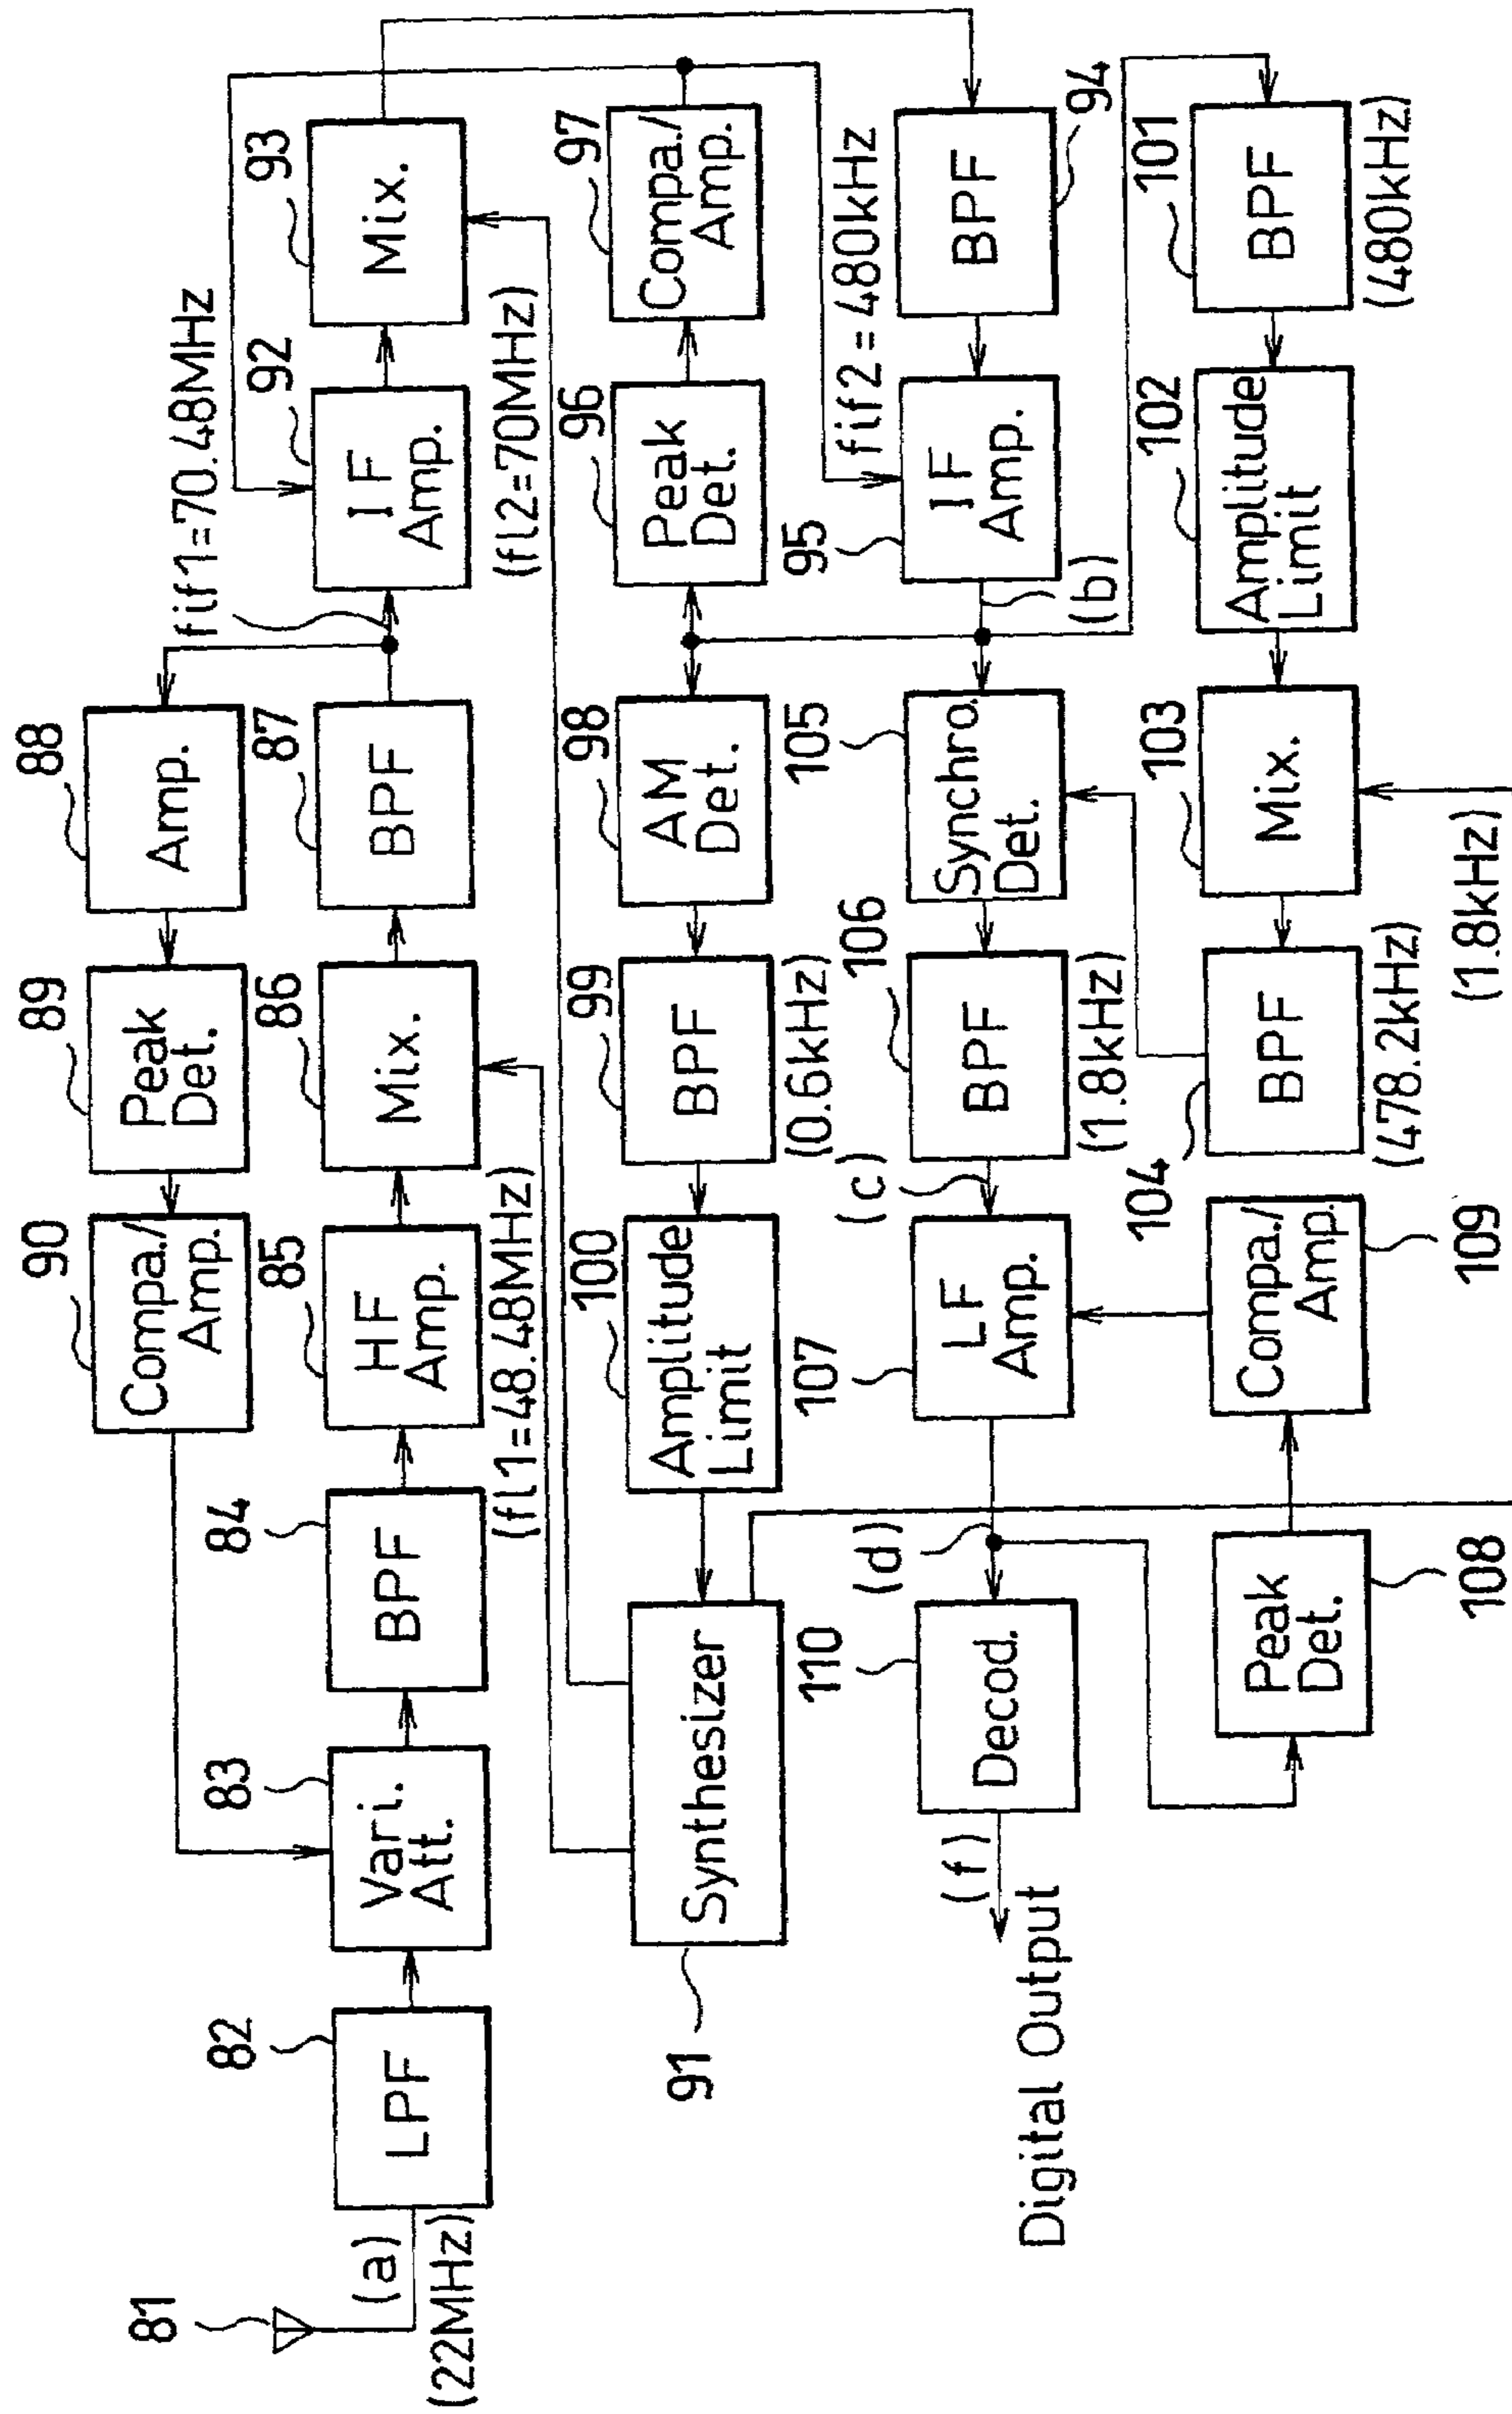 88
Amp.
89
Peak
Det.
90
Compa./
Amp.
fif1=70.48MHz
81
(a)
(22MHz)
82
LPF
83
Vari.
Att.
84
BPF
85
HF
Amp.
86
Mix.
87
BPF
92
IF
Amp.
93
Mix.
(fl1=48.48MHz)
(fl2=70MHz)
91
Synthesizer
100
Amplitude
Limit
99
BPF
(0.6kHz)
98
AM
Det.
96
Peak
Det.
97
Compa./
Amp.
fif2=480kHz
(f)
Digital Output
110
Decod.
(d)
107
LF
Amp.
(c)
106
BPF
(1.8kHz)
105
Synchro.
Det.
(b)
95
IF
Amp.
BPF
94
108
Peak
Det.
109
Compa./
Amp.
104
BPF
(478.2kHz)
103
Mix.
(1.8kHz)
102
Amplitude
Limit
101
BPF
(480kHz)